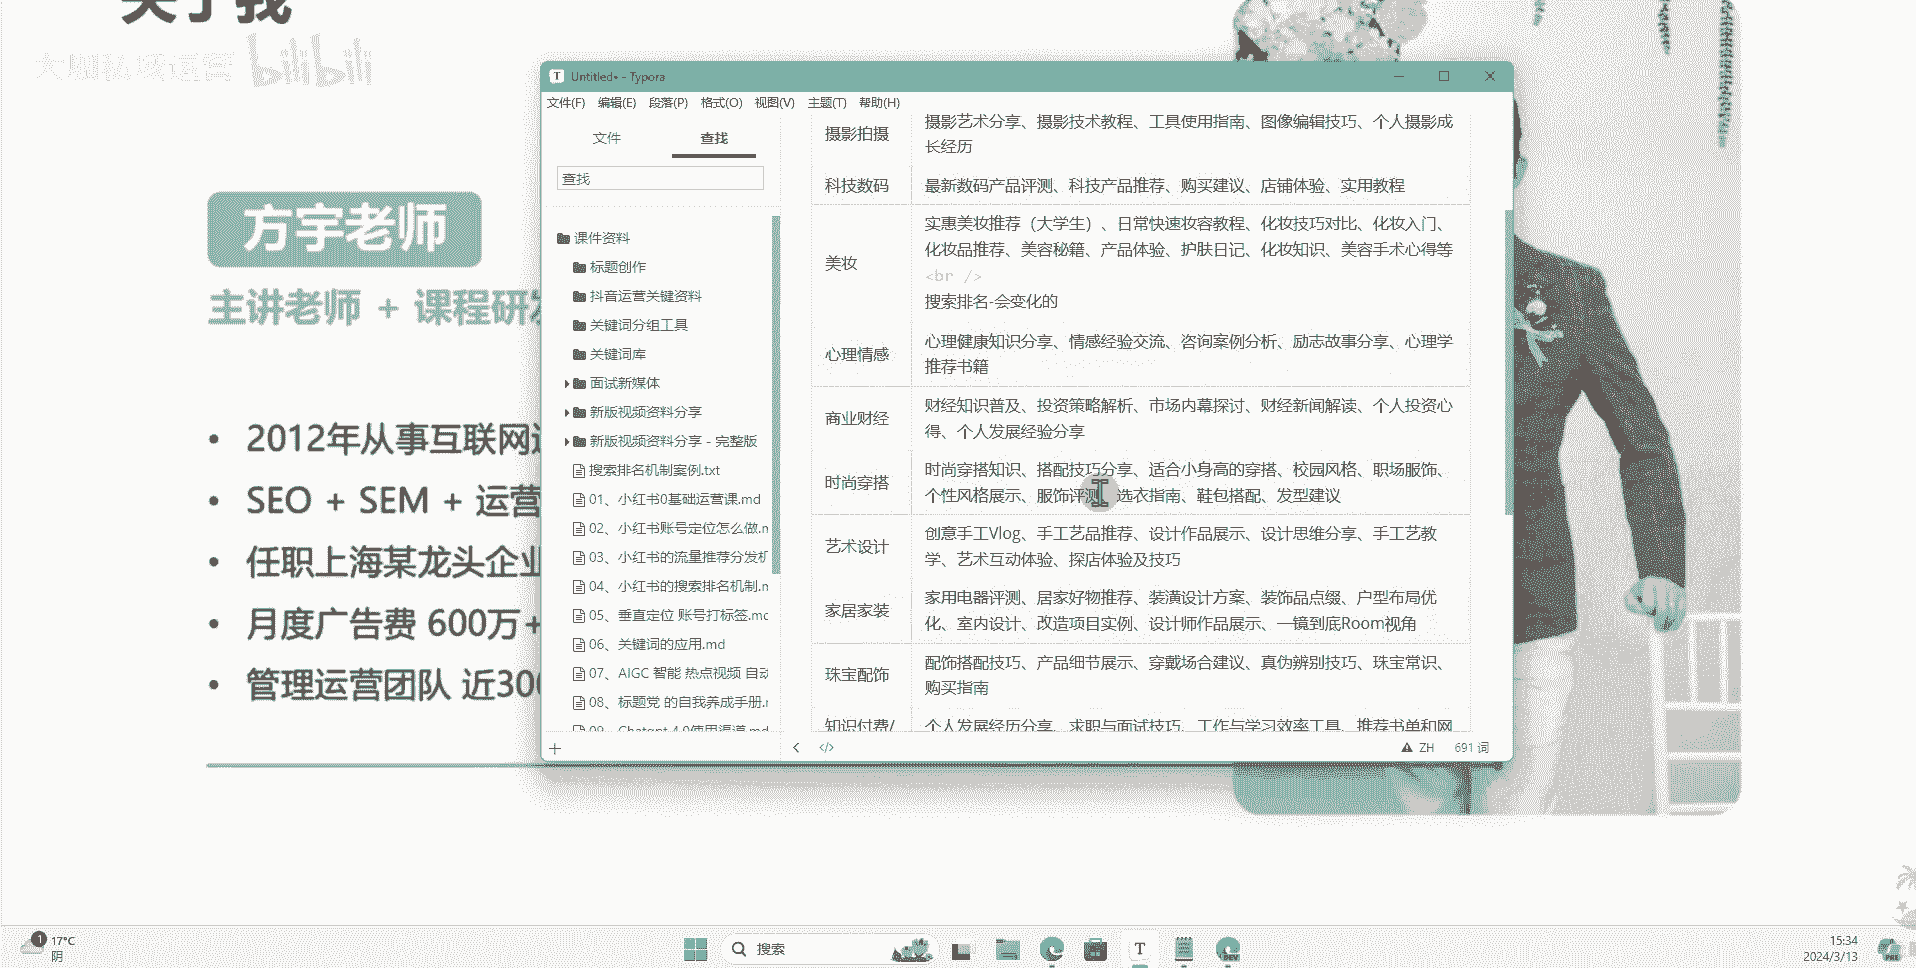 关于我
大咖私域运营 bilibili
方宇老师
主讲老师 + 课程研发
• 2012年从事互联网运
• SEO + SEM + 运营
• 任职上海某龙头企业
• 月度广告费 600万+
• 管理运营团队 近300
Untitled• - Typora
文件(F) 编辑(E) 段落(P) 格式(O) 视图(V) 主题(T) 帮助(H)
文件 查找
查找
课件资料
标题创作
抖音运营关键资料
关键词分组工具
关键词库
面试新媒体
新版视频资料分享
新版视频资料分享 - 完整版
搜索排名机制案例.txt
01、小红书0基础运营课.md
02、小红书账号定位怎么做.m
03、小红书的流量推荐分发机
04、小红书的搜索排名机制.m
05、垂直定位 账号打标签.mc
06、关键词的应用.md
07、AIGC 智能 热点视频 自动
08、标题党 的自我养成手册.m
09、Chatgpt 4.0使用渠道.md
摄影拍摄
摄影艺术分享、摄影技术教程、工具使用指南、图像编辑技巧、个人摄影成
长经历
科技数码
最新数码产品评测、科技产品推荐、购买建议、店铺体验、实用教程
美妆
实惠美妆推荐（大学生）、日常快速妆容教程、化妆技巧对比、化妆入门、
化妆品推荐、美容秘籍、产品体验、护肤日记、化妆知识、美容手术心得等
<br />
搜索排名-会变化的
心理情感
心理健康知识分享、情感经验交流、咨询案例分析、励志故事分享、心理学
推荐书籍
商业财经
财经知识普及、投资策略解析、市场内幕探讨、财经新闻解读、个人投资心
得、个人发展经验分享
时尚穿搭
时尚穿搭知识、搭配技巧分享、适合小身高的穿搭、校园风格、职场服饰、
个性风格展示、服饰评测、选衣指南、鞋包搭配、发型建议
艺术设计
创意手工Vlog、手工艺品推荐、设计作品展示、设计思维分享、手工艺教
学、艺术互动体验、探店体验及技巧
家居家装
家用电器评测、居家好物推荐、装潢设计方案、装饰品点缀、户型布局优
化、室内设计、改造项目实例、设计师作品展示、一镜到底Room视角
珠宝配饰
配饰搭配技巧、产品细节展示、穿戴场合建议、真伪辨别技巧、珠宝常识、
购买指南
知识付费/
个人发展经历分享、求职与面试技巧、工作与学习效率工具、推荐书单和网
</> ZH 691 词
1 17°C
阴
搜索
T
DEV
15:34
2024/3/13
PRE